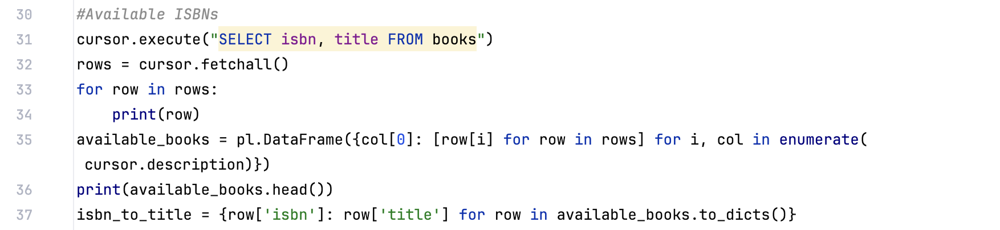 30 #Available ISBNs
31 cursor.execute("SELECT isbn, title FROM books")
32 rows = cursor.fetchall()
33 for row in rows:
34     print(row)
35 available_books = pl.DataFrame({col[0]: [row[i] for row in rows] for i, col in enumerate(
cursor.description)})
36 print(available_books.head())
37 isbn_to_title = {row['isbn']: row['title'] for row in available_books.to_dicts()}